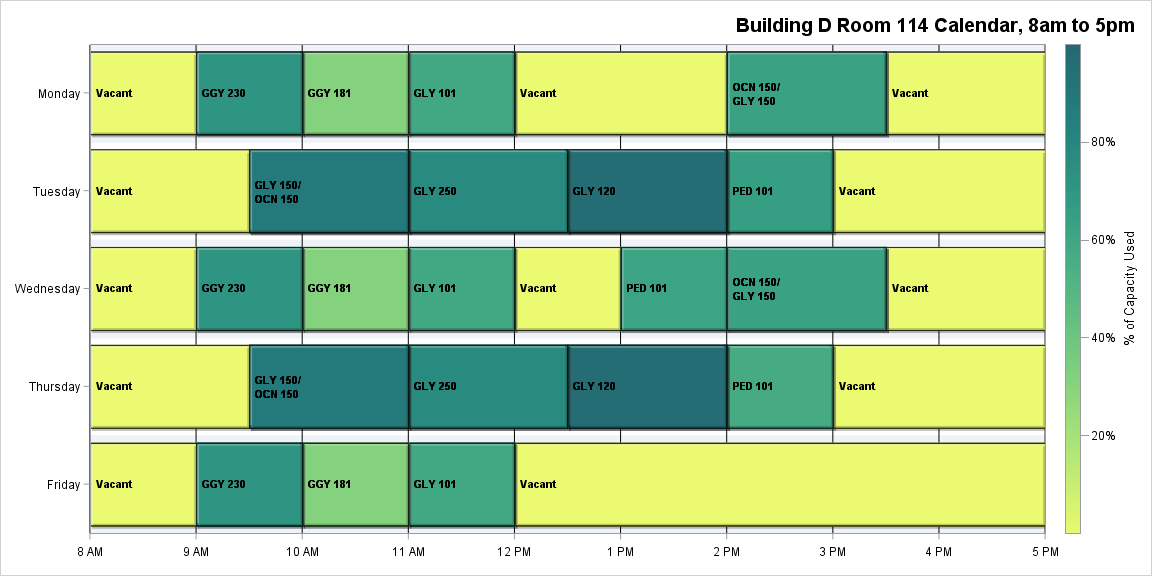 Building D Room 114 Calendar, 8am to 5pm
Monday
Vacant
GGY 230
GGY 181
GLY 101
Vacant
OCN 150/
GLY 150
Vacant
Tuesday
Vacant
GLY 150/
OCN 150
GLY 250
GLY 120
PED 101
Vacant
Wednesday
Vacant
GGY 230
GGY 181
GLY 101
Vacant
PED 101
OCN 150/
GLY 150
Vacant
Thursday
Vacant
GLY 150/
OCN 150
GLY 250
GLY 120
PED 101
Vacant
Friday
Vacant
GGY 230
GGY 181
GLY 101
Vacant
8 AM
9 AM
10 AM
11 AM
12 PM
1 PM
2 PM
3 PM
4 PM
5 PM
80%
60%
40%
20%
% of Capacity Used